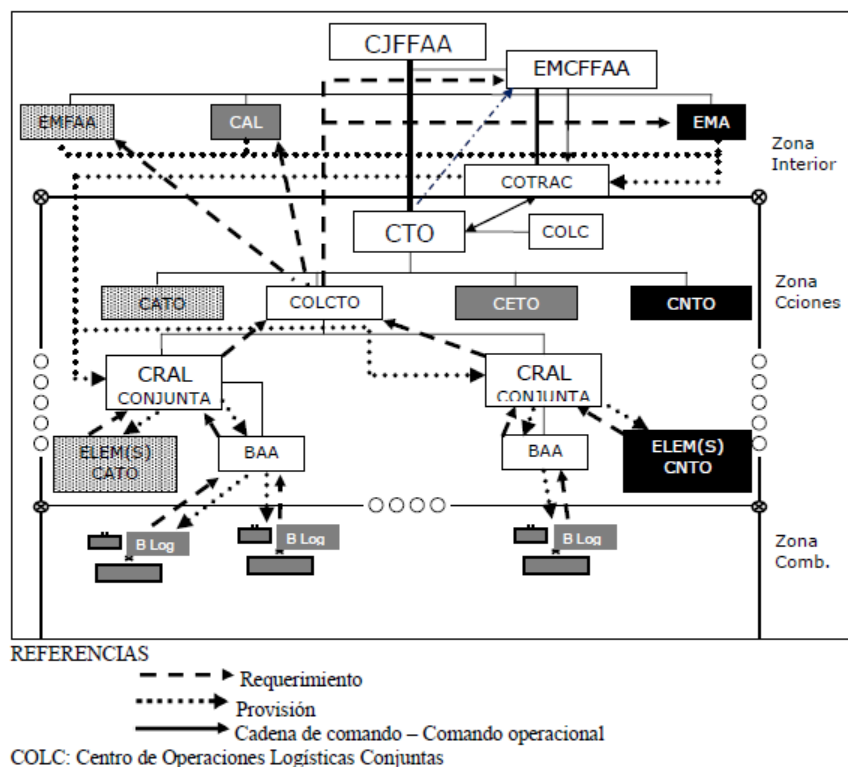 CJFFAA
EMCFFAA
EMFAA
CAL
EMA
Zona
Interior
COTRAC
CTO
COLC
Zona
Cciones
CATO
COLCTO
CETO
CNTO
CRAL
CONJUNTA
CRAL
CONJUNTA
ELEM(S)
CATO
BAA
BAA
ELEM(S)
CNTO
B Log
B Log
B Log
Zona
Comb.
REFERENCIAS
Requerimiento
Provisión
Cadena de comando – Comando operacional
COLC: Centro de Operaciones Logísticas Conjuntas